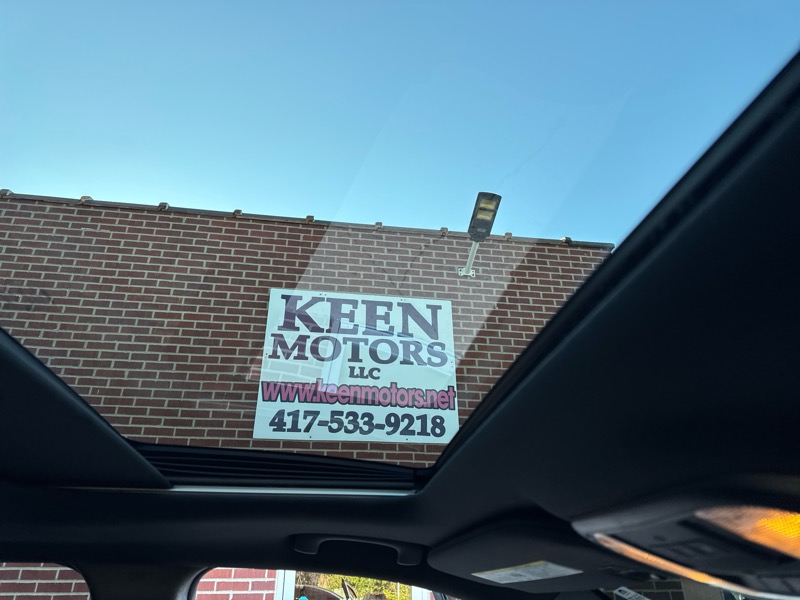 KEEN
MOTORS
LLC
www.keenmotors.net
417-533-9218